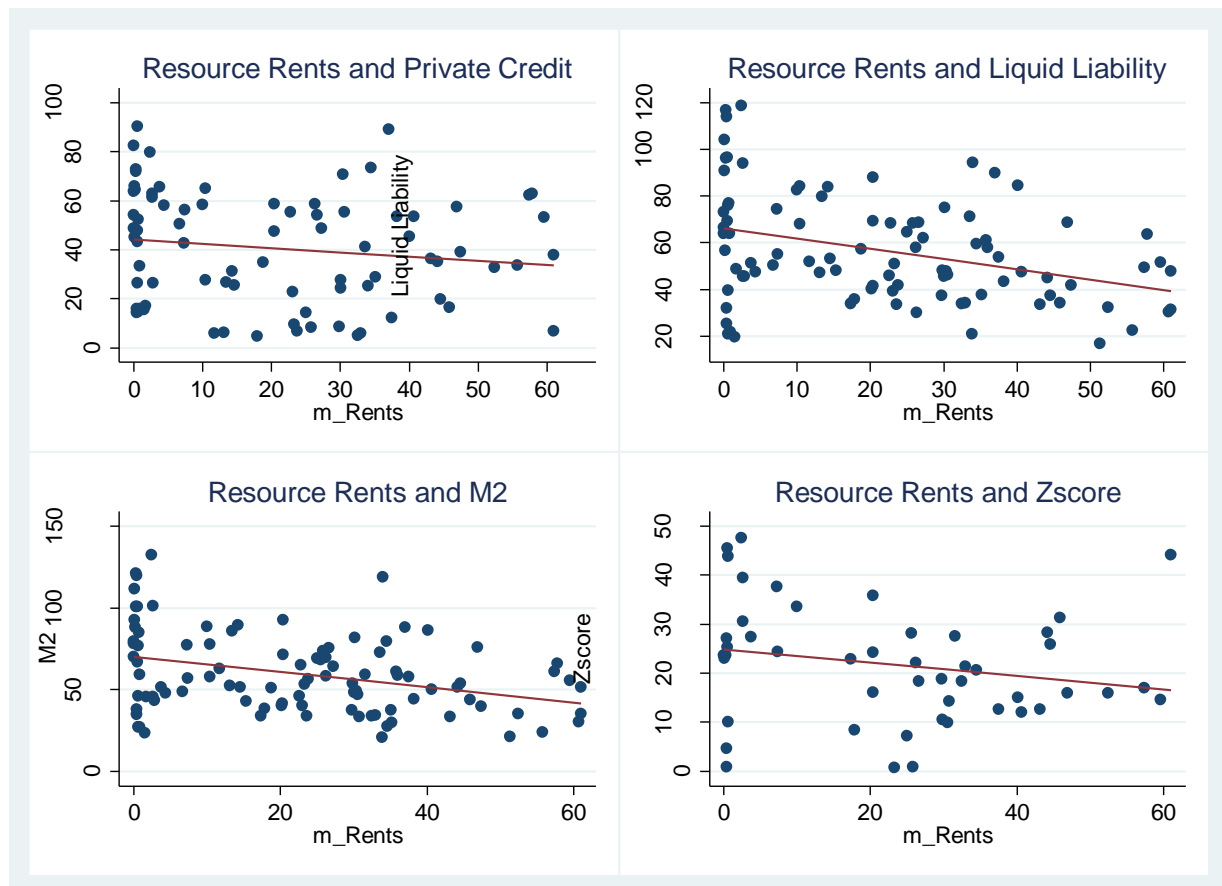 Resource Rents and Private Credit
100
80
60
40
20
0
0 10 20 30 40 50 60
m_Rents
Resource Rents and Liquid Liability
Liquid Liability
120
100
80
60
40
20
0 10 20 30 40 50 60
m_Rents
Resource Rents and M2
M2
150
100
50
0
0 20 40 60
m_Rents
Resource Rents and Zscore
Zscore
50
40
30
20
10
0
0 20 40 60
m_Rents